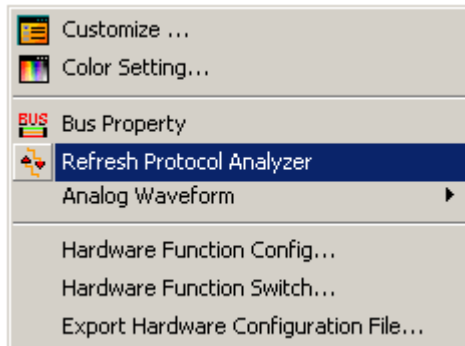 Customize ...
Color Setting...
BUS Bus Property
Refresh Protocol Analyzer
Analog Waveform
Hardware Function Config...
Hardware Function Switch...
Export Hardware Configuration File...